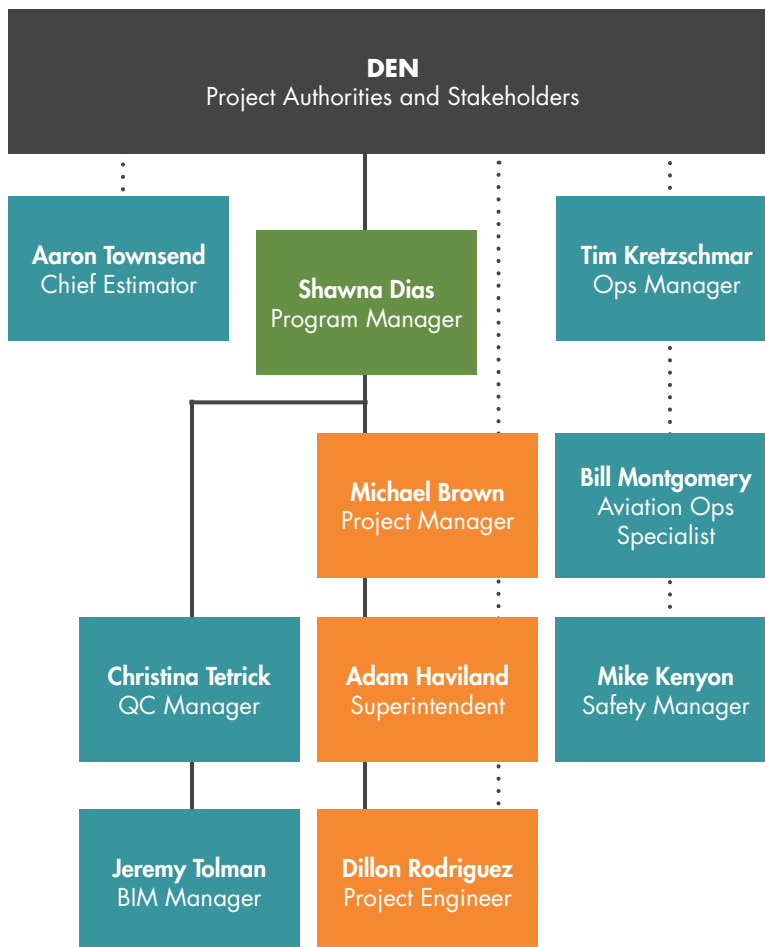 DEN
Project Authorities and Stakeholders
Aaron Townsend
Chief Estimator
Shawna Dias
Program Manager
Tim Kretzschmar
Ops Manager
Michael Brown
Project Manager
Bill Montgomery
Aviation Ops
Specialist
Christina Tetrick
QC Manager
Adam Haviland
Superintendent
Mike Kenyon
Safety Manager
Jeremy Tolman
BIM Manager
Dillon Rodriguez
Project Engineer